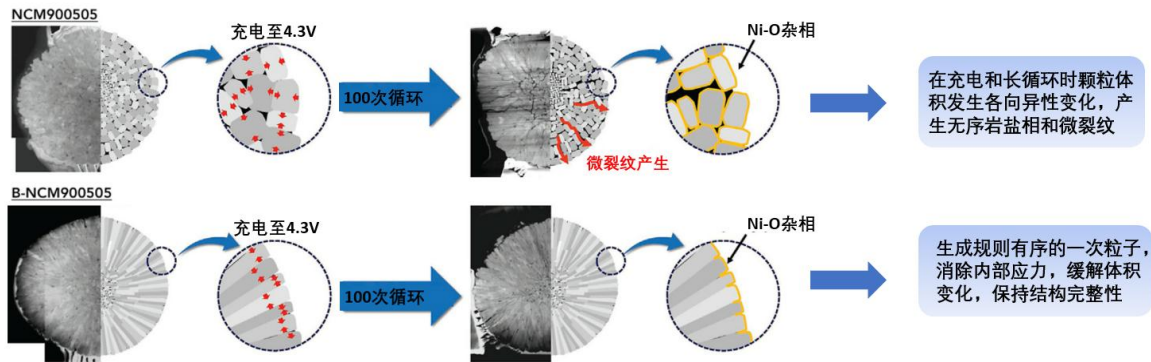 NCM900505
充电至4.3V
100次循环
Ni-O杂相
微裂纹产生
在充电和长循环时颗粒体
积发生各向异性变化，产
生无序岩盐相和微裂纹
B-NCM900505
充电至4.3V
100次循环
Ni-O杂相
生成规则有序的一次粒子，
消除内部应力，缓解体积
变化，保持结构完整性